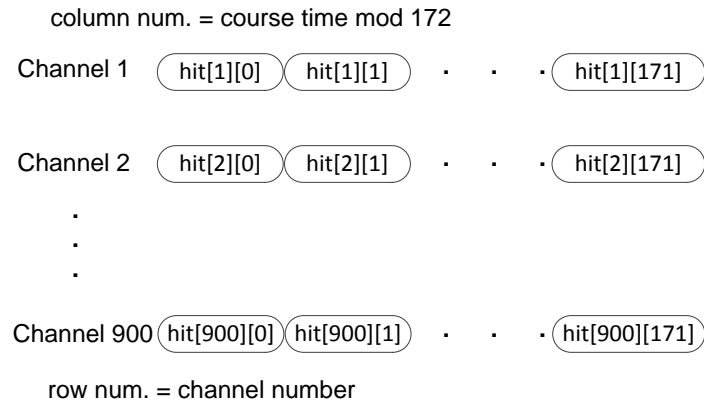 column num. = course time mod 172
Channel 1 hit[1][0] hit[1][1] . . . hit[1][171]
Channel 2 hit[2][0] hit[2][1] . . . hit[2][171]
.
.
.
Channel 900 hit[900][0] hit[900][1] . . . hit[900][171]
row num. = channel number